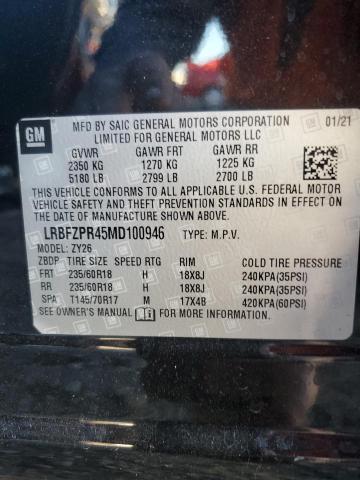 GM
MFD BY SAIC GENERAL MOTORS CORPORATION 01/21
LIMITED FOR GENERAL MOTORS LLC
GVWR GAWR FRT GAWR RR
2350 KG 1270 KG 1225 KG
5180 LB 2799 LB 2700 LB
THIS VEHICLE CONFORMS TO ALL APPLICABLE U.S. FEDERAL MOTOR
VEHICLE SAFETY AND THEFT PREVENTION STANDARDS IN EFFECT ON
THE DATE OF MANUFACTURE SHOWN ABOVE.
LRBFZPR45MD100946 TYPE: M.P.V.
MODEL: ZY26
ZBDP TIRE SIZE SPEED RTG RIM COLD TIRE PRESSURE
FRT 235/60R18 H 18X8J 240KPA(35PSI)
RR 235/60R18 H 18X8J 240KPA(35PSI)
SPA T145/70R17 M 17X4B 420KPA(60PSI)
SEE OWNER'S MANUAL FOR MORE INFORMATION.